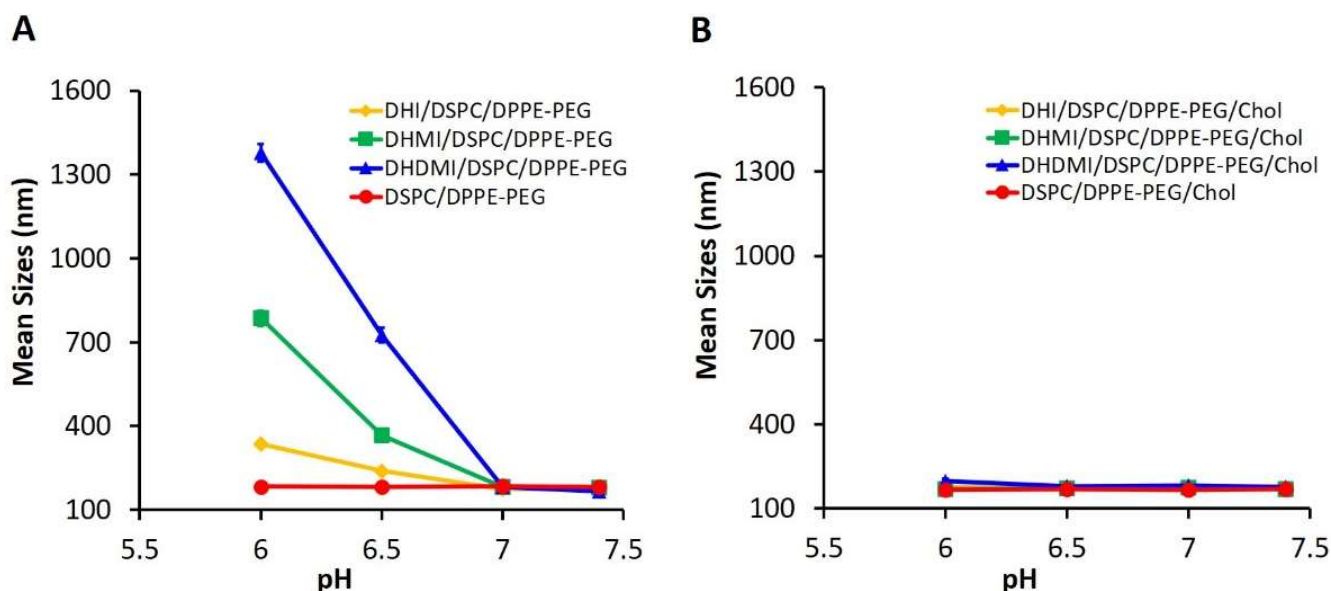 A
Mean Sizes (nm)
1600
1300
1000
700
400
100
DHI/DSPC/DPPE-PEG
DHMI/DSPC/DPPE-PEG
DHDMI/DSPC/DPPE-PEG
DSPC/DPPE-PEG
5.5 6 6.5 7 7.5
pH
B
Mean Sizes (nm)
1600
1300
1000
700
400
100
DHI/DSPC/DPPE-PEG/Chol
DHMI/DSPC/DPPE-PEG/Chol
DHDMI/DSPC/DPPE-PEG/Chol
DSPC/DPPE-PEG/Chol
5.5 6 6.5 7 7.5
pH